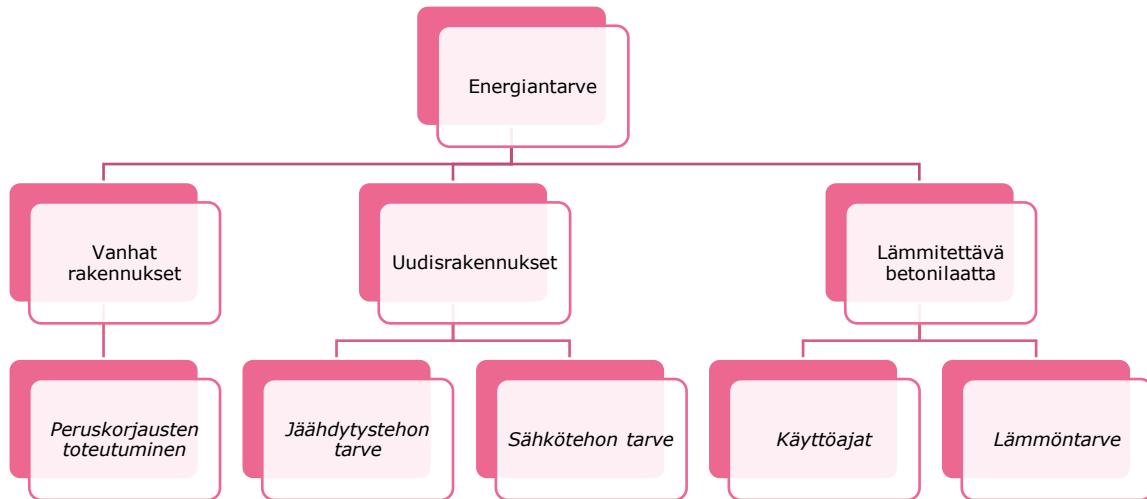 Energiantarve
Vanhat
rakennukset
Uudisrakennukset
Lämmitettävä
betonilaatta
Peruskorjausten
toteutuminen
Jäähdytystehon
tarve
Sähkötehon tarve
Käyttöajat
Lämmöntarve